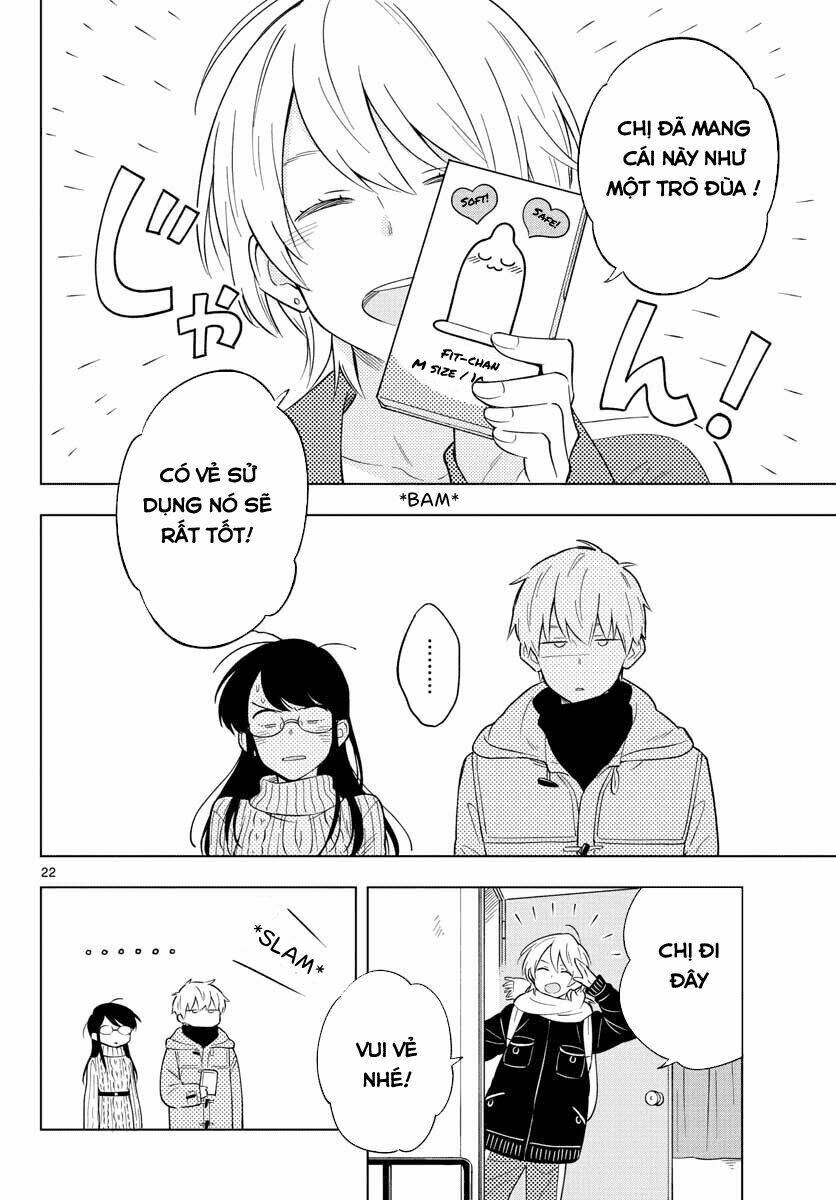 CHỊ ĐÃ MANG
CÁI NÀY NHƯ
MỘT TRÒ ĐÙA !
SOFT!
SAFE!
FIT-CHAN
M SIZE /
じゃ
ん!
CÓ VẺ SỬ
DỤNG NÓ SẼ
RẤT TỐT!
*BAM*
........
22
CHỊ ĐI
ĐÂY
VUI VẺ
NHÉ!
*SLAM*
......